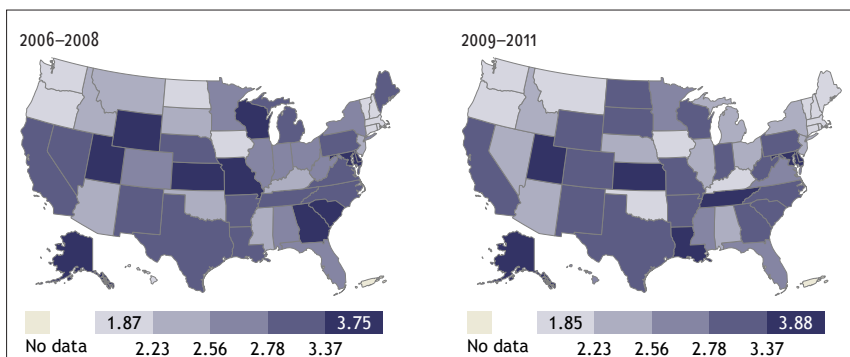 2006–2008
2009–2011
1.87 3.75
No data 2.23 2.56 2.78 3.37
1.85 3.88
No data 2.23 2.56 2.78 3.37